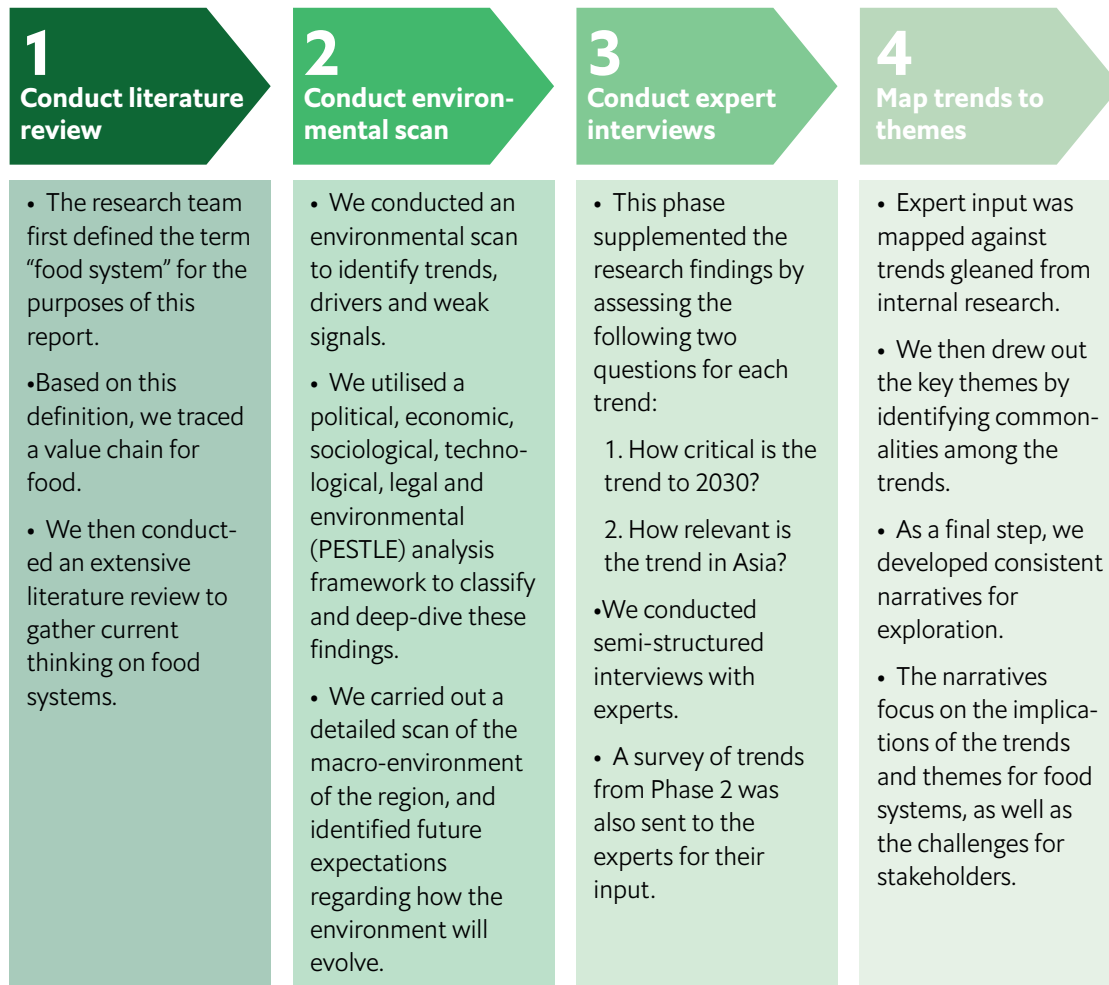 1
Conduct literature
review
• The research team
first defined the term
“food system” for the
purposes of this
report.
•Based on this
definition, we traced
a value chain for
food.
• We then conduct-
ed an extensive
literature review to
gather current
thinking on food
systems.
2
Conduct environ-
mental scan
• We conducted an
environmental scan
to identify trends,
drivers and weak
signals.
• We utilised a
political, economic,
sociological, techno-
logical, legal and
environmental
(PESTLE) analysis
framework to classify
and deep-dive these
findings.
• We carried out a
detailed scan of the
macro-environment
of the region, and
identified future
expectations
regarding how the
environment will
evolve.
3
Conduct expert
interviews
• This phase
supplemented the
research findings by
assessing the
following two
questions for each
trend:
1. How critical is the
trend to 2030?
2. How relevant is
the trend in Asia?
•We conducted
semi-structured
interviews with
experts.
• A survey of trends
from Phase 2 was
also sent to the
experts for their
input.
4
Map trends to
themes
• Expert input was
mapped against
trends gleaned from
internal research.
• We then drew out
the key themes by
identifying common-
alities among the
trends.
• As a final step, we
developed consistent
narratives for
exploration.
• The narratives
focus on the implica-
tions of the trends
and themes for food
systems, as well as
the challenges for
stakeholders.